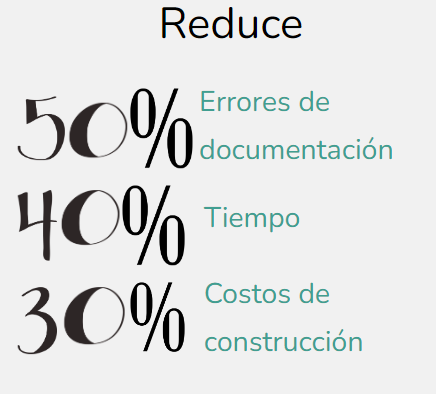 Reduce
50% Errores de
documentación
40% Tiempo
30% Costos de
construcción